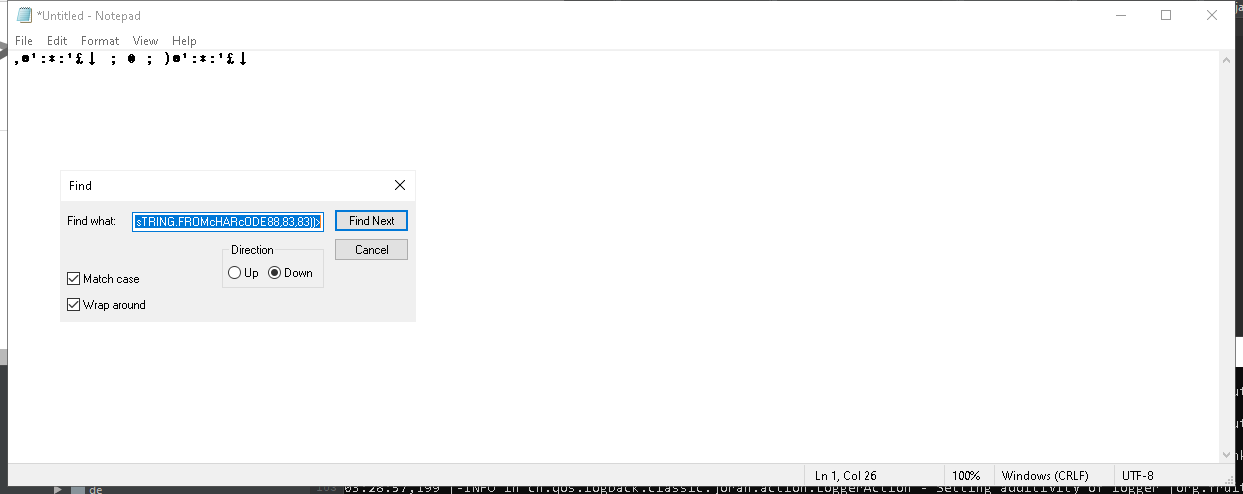 *Untitled - Notepad
File Edit Format View Help
,¤':*:'£↓ ; ; )¤':*:'£↓
Find
Find what: sTRING.FROMcHARcODE88,83,83))>
Find Next
Direction
Cancel
Up Down
Match case
Wrap around
Ln 1, Col 26 100% Windows (CRLF) UTF-8
de
03:28:57,199 |-INFO in ch.qos.logback.classic.joran.action.LoggerAction - Setting additivity of logger